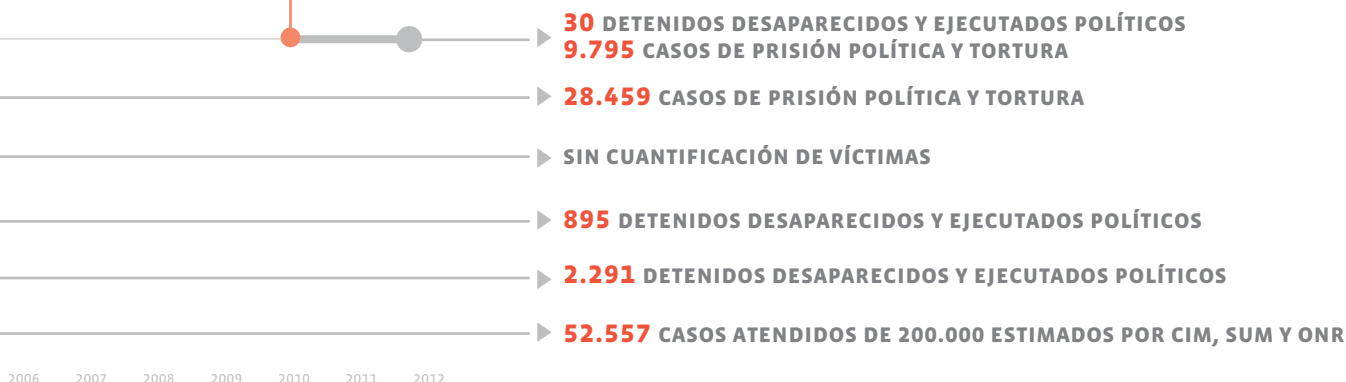 30 DETENIDOS DESAPARECIDOS Y EJECUTADOS POLÍTICOS
9.795 CASOS DE PRISIÓN POLÍTICA Y TORTURA
28.459 CASOS DE PRISIÓN POLÍTICA Y TORTURA
SIN CUANTIFICACIÓN DE VÍCTIMAS
895 DETENIDOS DESAPARECIDOS Y EJECUTADOS POLÍTICOS
2.291 DETENIDOS DESAPARECIDOS Y EJECUTADOS POLÍTICOS
52.557 CASOS ATENDIDOS DE 200.000 ESTIMADOS POR CIM, SUM Y ONR
2006 2007 2008 2009 2010 2011 2012